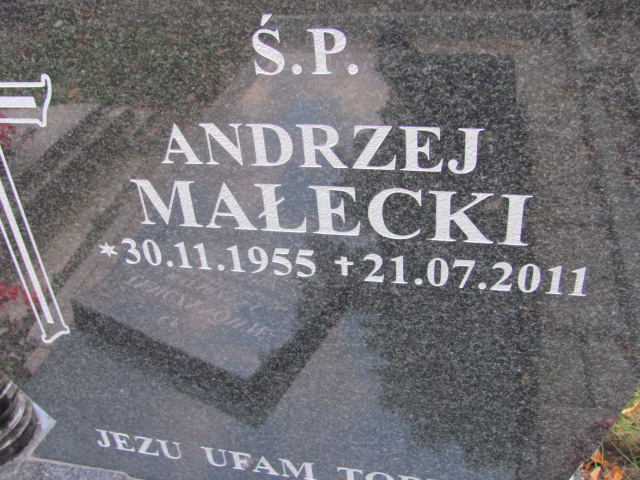 Ś.P.
ANDRZEJ
MAŁECKI
*30.11.1955 †21.07.2011
JEZU UFAM